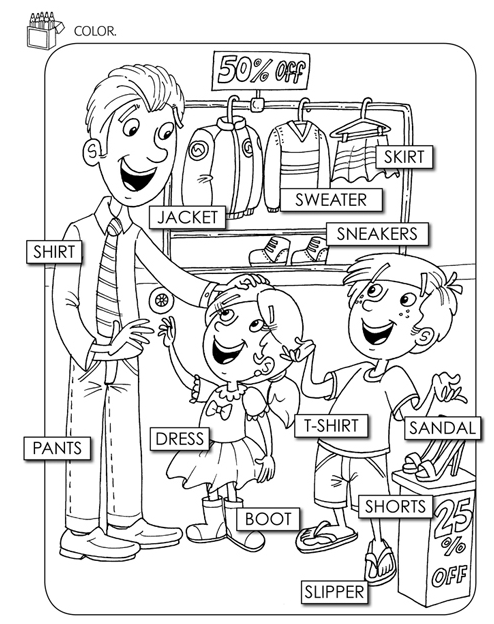 COLOR.
50% OFF
SKIRT
SWEATER
JACKET
SNEAKERS
SHIRT
T-SHIRT
SANDAL
DRESS
PANTS
SHORTS
BOOT
25
%
OFF
SLIPPER